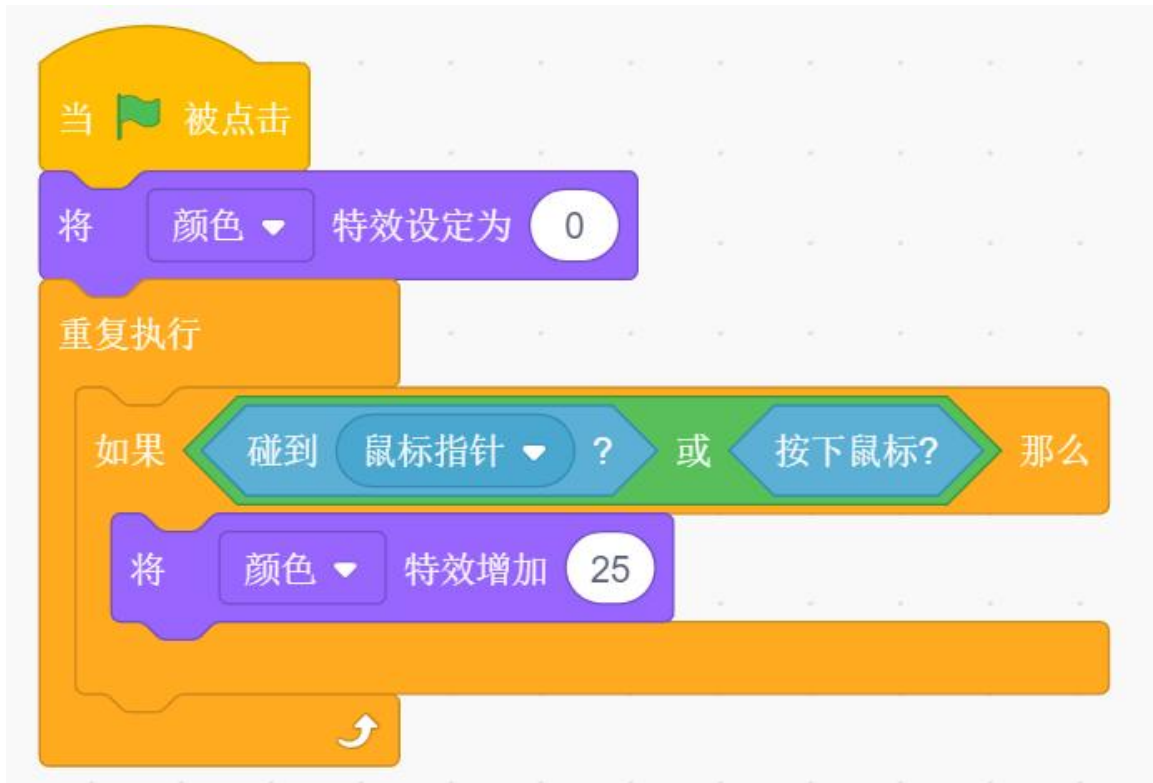 当 被点击
将 颜色 特效设定为 0
重复执行
如果 碰到 鼠标指针 ? 或 按下鼠标? 那么
将 颜色 特效增加 25